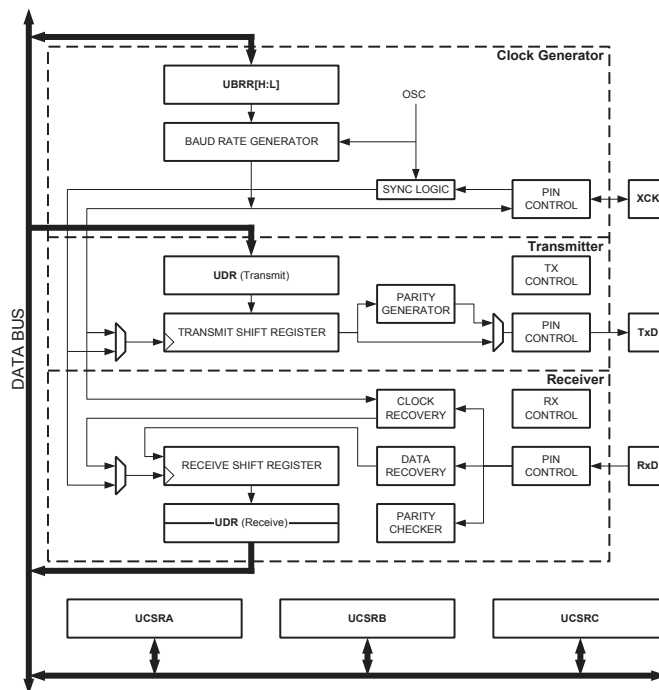 Clock Generator
UBRR[H:L]
OSC
BAUD RATE GENERATOR
SYNC LOGIC
PIN
CONTROL
XCK
Transmitter
UDR (Transmit)
TX
CONTROL
PARITY
GENERATOR
TRANSMIT SHIFT REGISTER
PIN
CONTROL
TxD
DATA BUS
Receiver
CLOCK
RECOVERY
RX
CONTROL
RECEIVE SHIFT REGISTER
DATA
RECOVERY
PIN
CONTROL
RxD
UDR (Receive)
PARITY
CHECKER
UCSRA
UCSRB
UCSRC